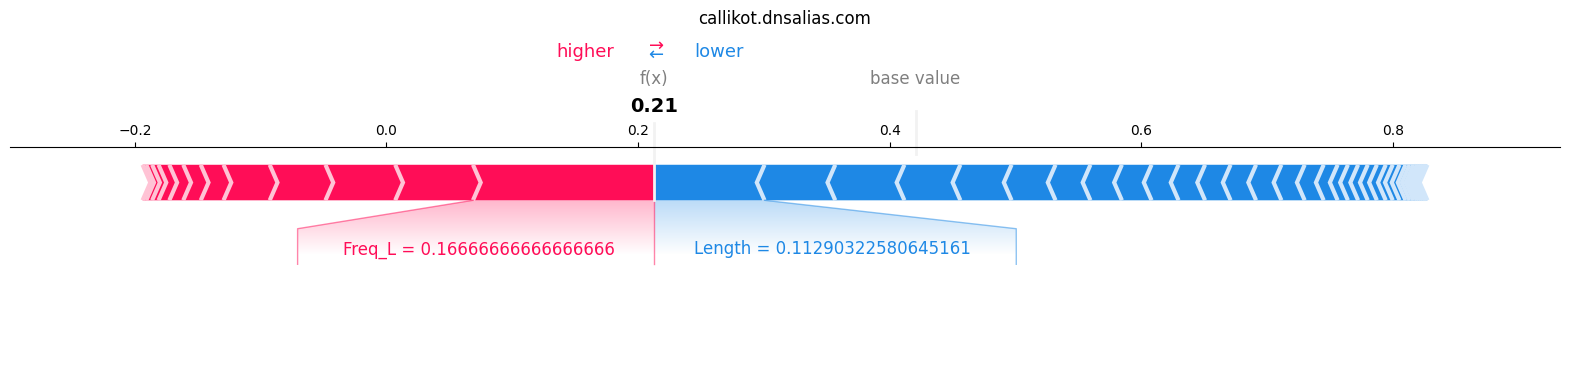 callikot.dnsalias.com
higher ⇄ lower
f(x) base value
0.21
−0.2 0.0 0.2 0.4 0.6 0.8
Freq_L = 0.16666666666666666 Length = 0.11290322580645161